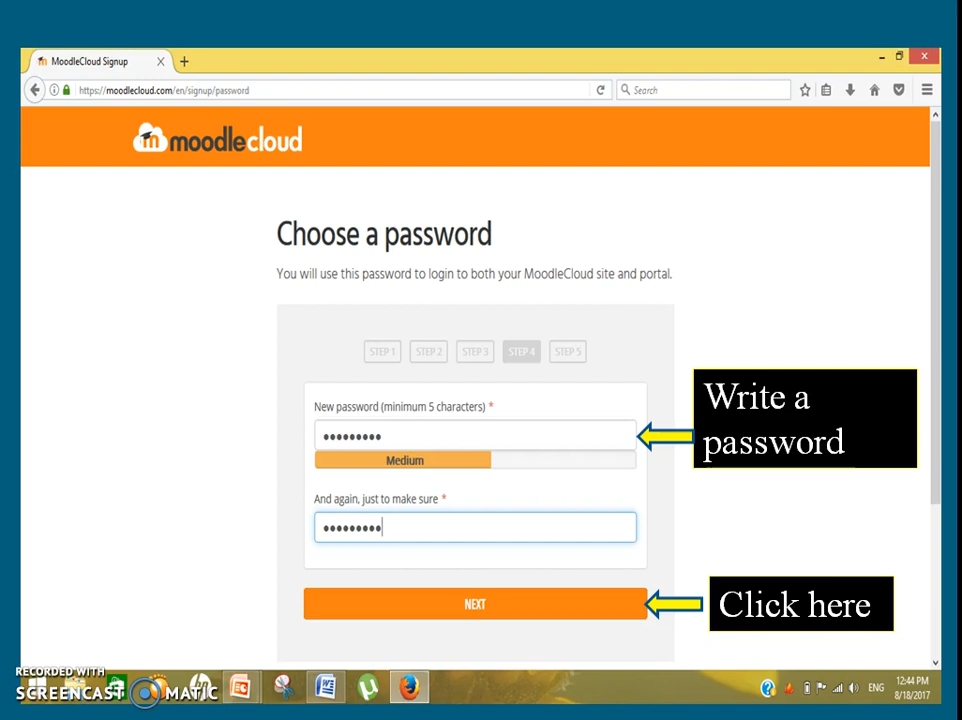 MoodleCloud Signup
https://moodlecloud.com/en/signup/password
Search
moodlecloud
Choose a password
You will use this password to login to both your MoodleCloud site and portal.
STEP 1 STEP 2 STEP 3 STEP 4 STEP 5
New password (minimum 5 characters) *
•••••••••
Medium
And again, just to make sure *
•••••••••
NEXT
Write a
password
Click here
RECORDED WITH
SCREENCAST MATIC
ENG
12:44 PM
8/18/2017